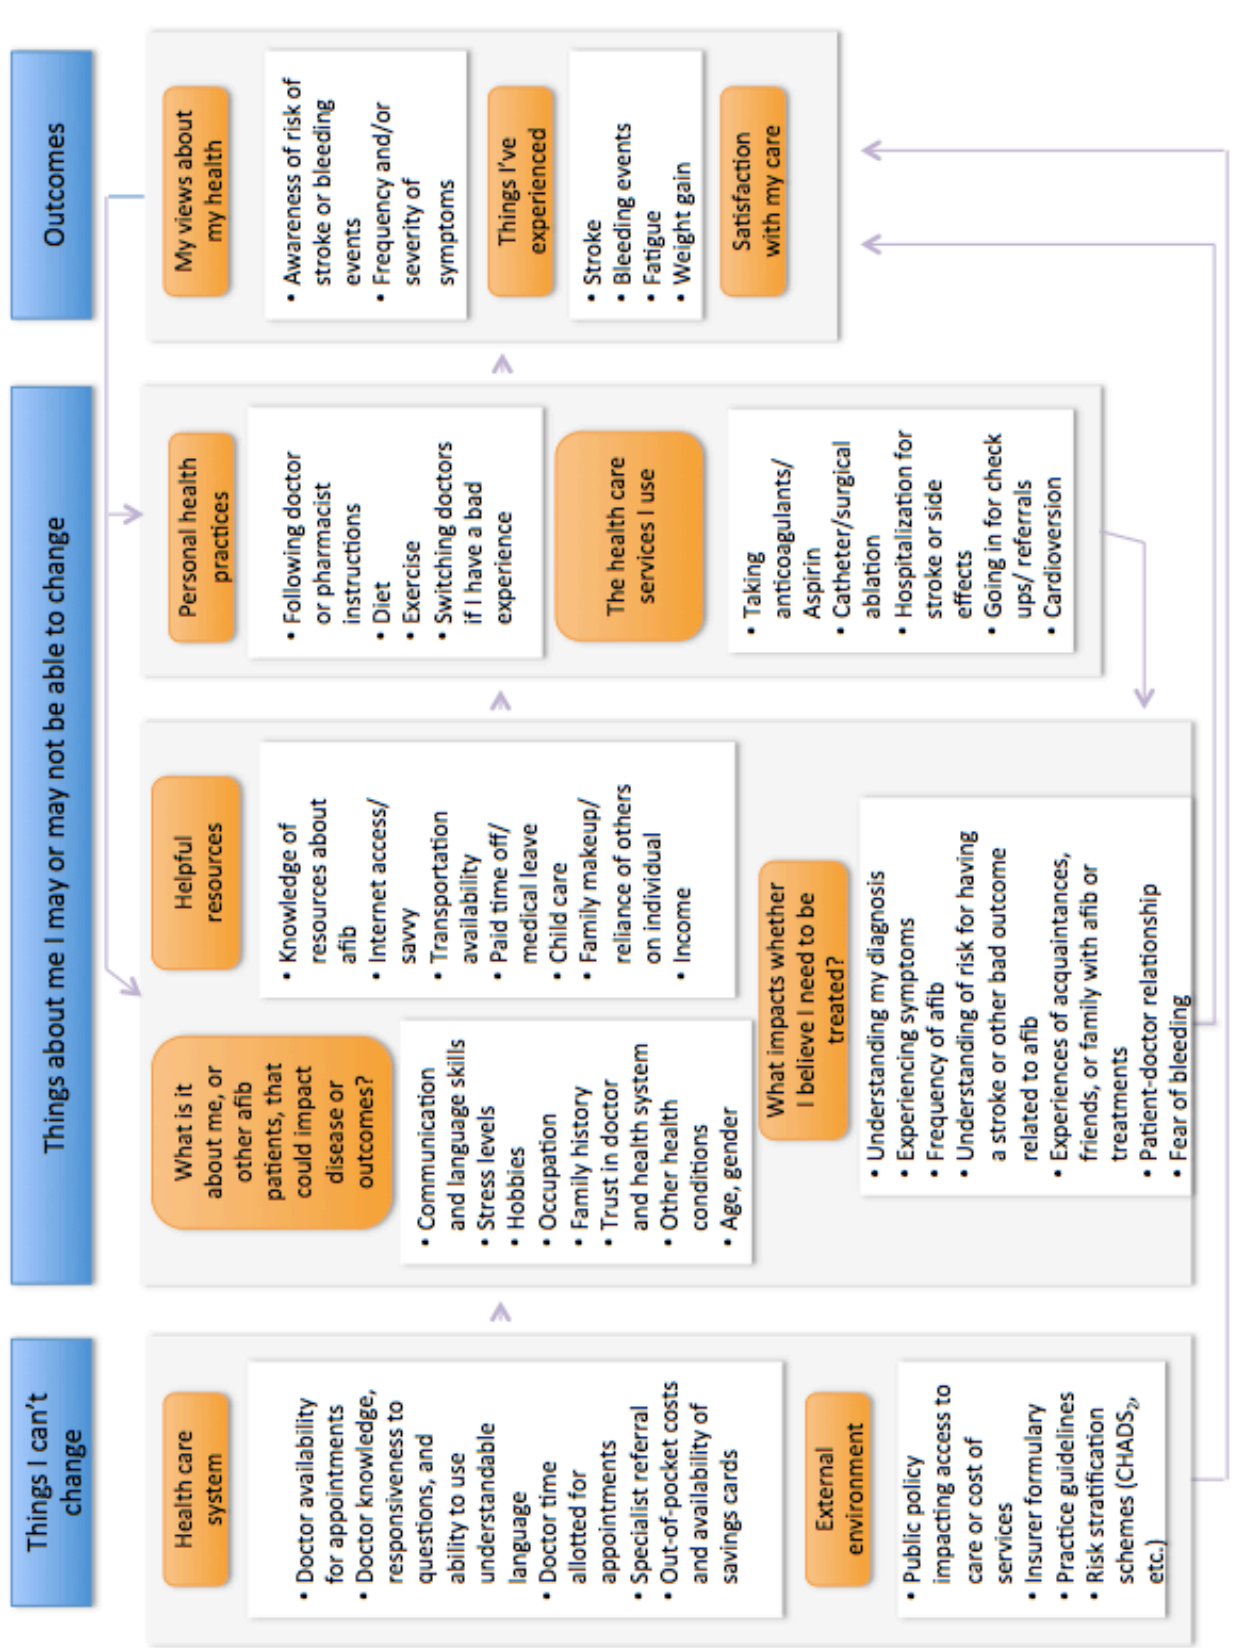 Things I can't
change
Health care
system
• Doctor availability
for appointments
• Doctor knowledge,
responsiveness to
questions, and
ability to use
understandable
language
• Doctor time
allotted for
appointments
• Specialist referral
• Out-of-pocket costs
and availability of
savings cards
External
environment
• Public policy
impacting access to
care or cost of
services
• Insurer formulary
• Practice guidelines
• Risk stratification
schemes (CHADS₂,
etc.)
Things about me I may or may not be able to change
What is it
about me, or
other afib
patients, that
could impact
disease or
outcomes?
• Communication
and language skills
• Stress levels
• Hobbies
• Occupation
• Family history
• Trust in doctor
and health system
• Other health
conditions
• Age, gender
Helpful
resources
• Knowledge of
resources about
afib
• Internet access/
savvy
• Transportation
availability
• Paid time off/
medical leave
• Child care
• Family makeup/
reliance of others
on individual
• Income
What impacts whether
I believe I need to be
treated?
• Understanding my diagnosis
• Experiencing symptoms
• Frequency of afib
• Understanding of risk for having
a stroke or other bad outcome
related to afib
• Experiences of acquaintances,
friends, or family with afib or
treatments
• Patient-doctor relationship
• Fear of bleeding
Personal health
practices
• Following doctor
or pharmacist
instructions
• Diet
• Exercise
• Switching doctors
if I have a bad
experience
The health care
services I use
• Taking
anticoagulants/
Aspirin
• Catheter/surgical
ablation
• Hospitalization for
stroke or side
effects
• Going in for check
ups/ referrals
• Cardioversion
Outcomes
My views about
my health
• Awareness of risk of
stroke or bleeding
events
• Frequency and/or
severity of
symptoms
Things I've
experienced
• Stroke
• Bleeding events
• Fatigue
• Weight gain
Satisfaction
with my care